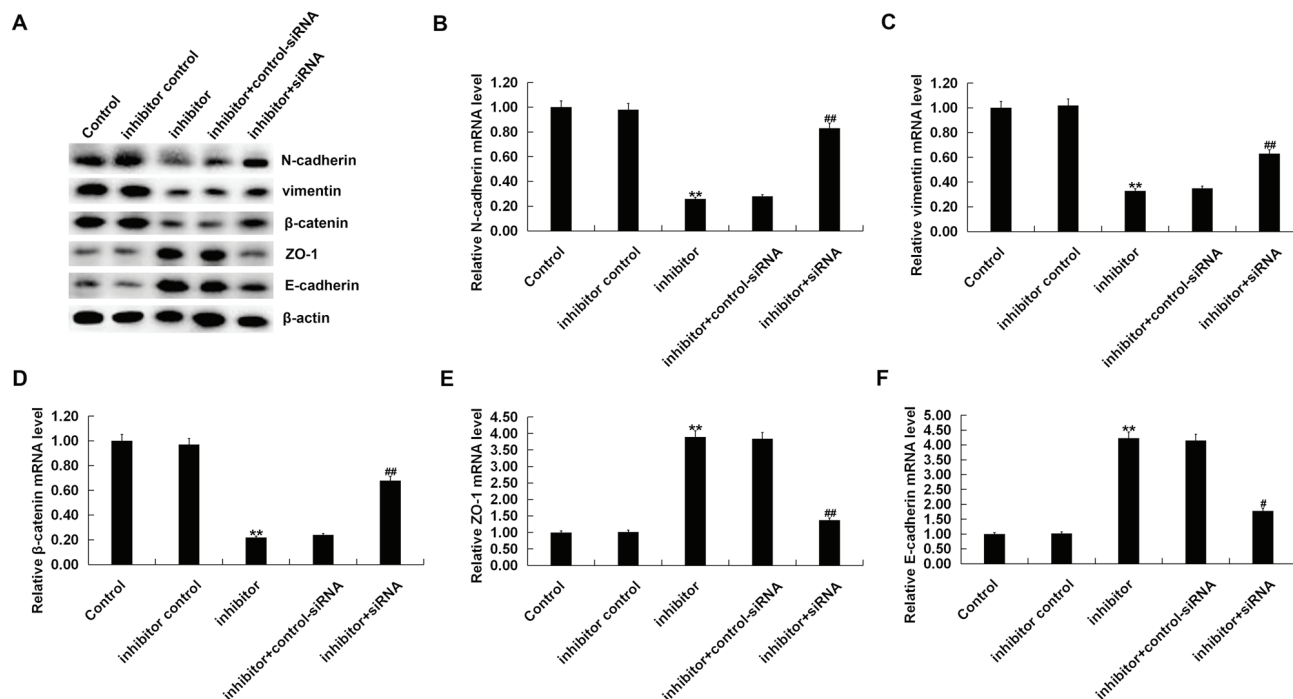 A
Control
inhibitor control
inhibitor
inhibitor+control-siRNA
inhibitor+siRNA
N-cadherin
vimentin
β-catenin
ZO-1
E-cadherin
β-actin
B
Relative N-cadherin mRNA level
1.20
1.00
0.80
0.60
0.40
0.20
0.00
**
##
Control
inhibitor control
inhibitor
inhibitor+control-siRNA
inhibitor+siRNA
C
Relative vimentin mRNA level
1.20
1.00
0.80
0.60
0.40
0.20
0.00
**
##
Control
inhibitor control
inhibitor
inhibitor+control-siRNA
inhibitor+siRNA
D
Relative β-catenin mRNA level
1.20
1.00
0.80
0.60
0.40
0.20
0.00
**
##
Control
inhibitor control
inhibitor
inhibitor+control-siRNA
inhibitor+siRNA
E
Relative ZO-1 mRNA level
4.50
4.00
3.50
3.00
2.50
2.00
1.50
1.00
0.50
0.00
**
##
Control
inhibitor control
inhibitor
inhibitor+control-siRNA
inhibitor+siRNA
F
Relative E-cadherin mRNA level
5.00
4.50
4.00
3.50
3.00
2.50
2.00
1.50
1.00
0.50
0.00
**
#
Control
inhibitor control
inhibitor
inhibitor+control-siRNA
inhibitor+siRNA